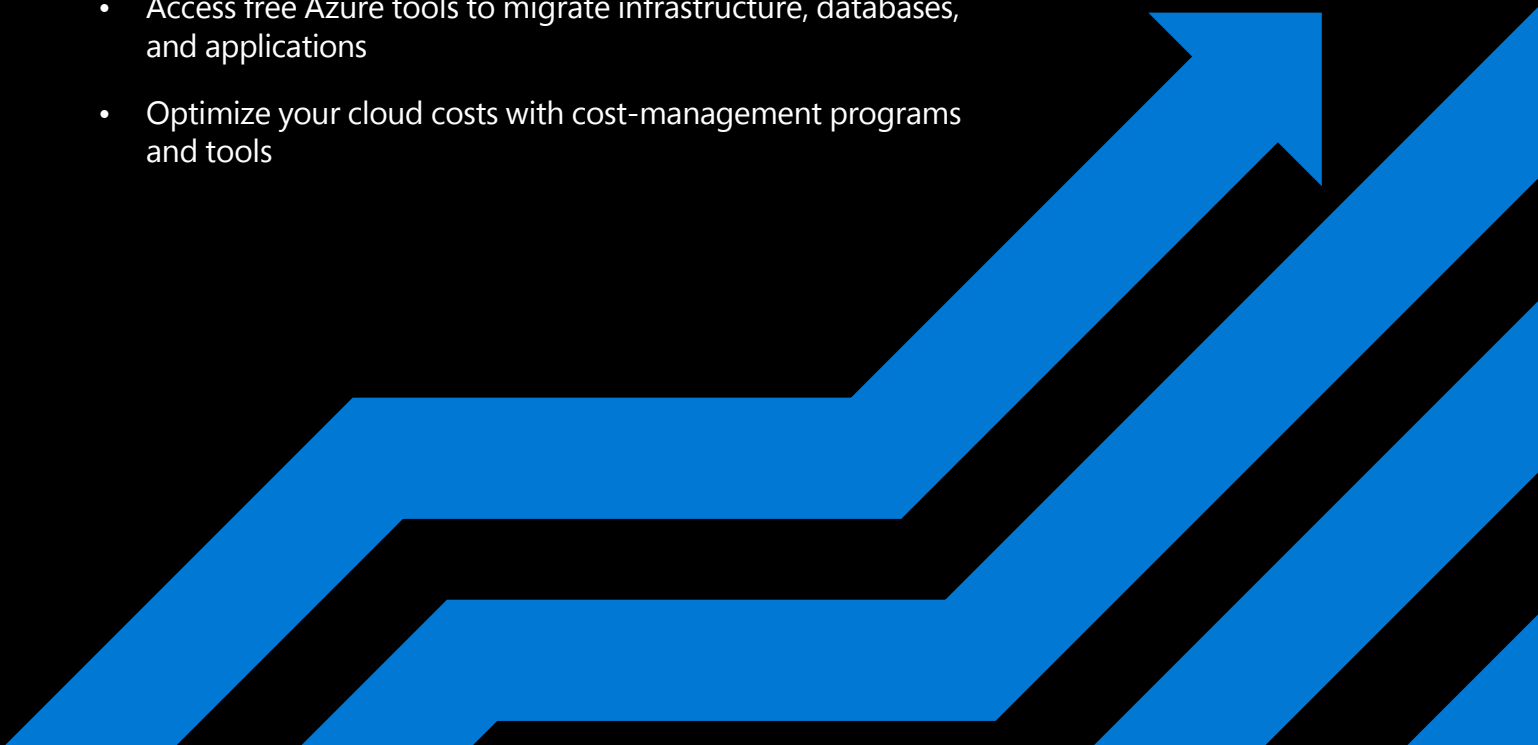 • Access free Azure tools to migrate infrastructure, databases,
and applications
• Optimize your cloud costs with cost-management programs
and tools